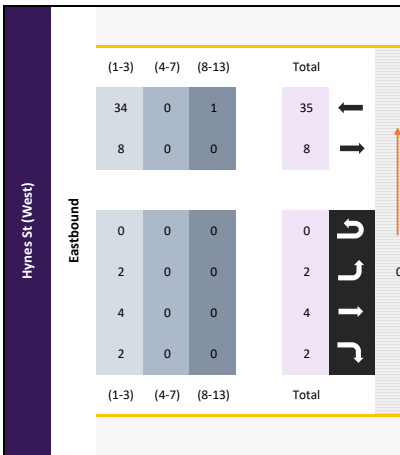 Hynes St (West)
Eastbound
(1-3) (4-7) (8-13) Total
34 0 1 35
8 0 0 8
0 0 0 0
2 0 0 2
4 0 0 4
2 0 0 2
(1-3) (4-7) (8-13) Total